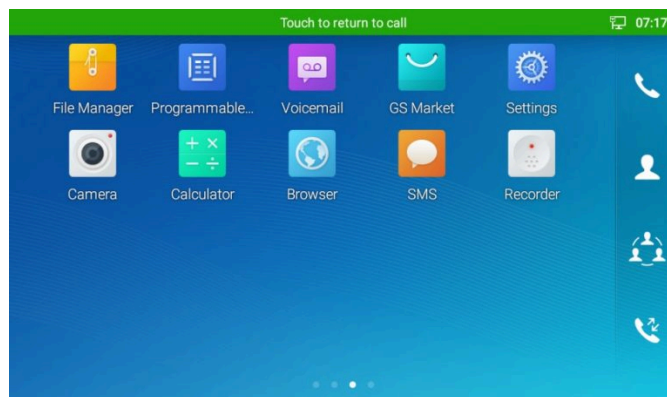 Touch to return to call 07:17
File Manager Programmable... Voicemail GS Market Settings
Camera Calculator Browser SMS Recorder